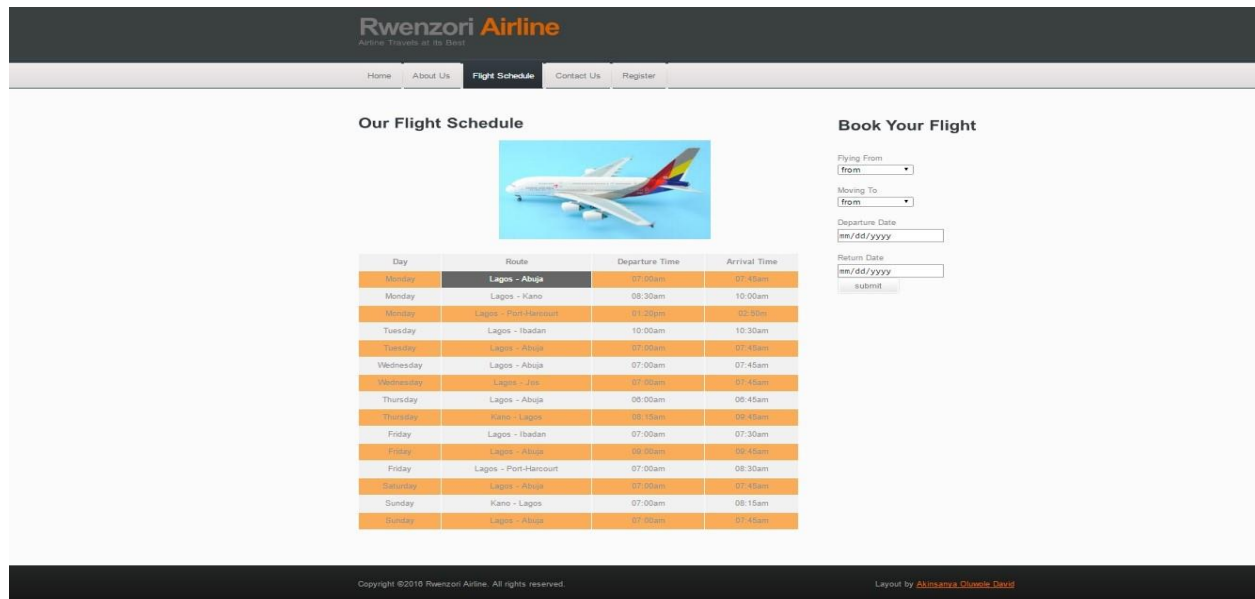 Rwenzori Airline
Airline Travels at Its Best
Home About Us Flight Schedule Contact Us Register
Our Flight Schedule
Day Route Departure Time Arrival Time
Monday Lagos - Abuja 07:00am 07:45am
Monday Lagos - Kano 08:30am 10:00am
Monday Lagos - Port-Harcourt 01:20pm 02:50m
Tuesday Lagos - Ibadan 10:00am 10:30am
Tuesday Lagos - Abuja 07:00am 07:45am
Wednesday Lagos - Abuja 07:00am 07:45am
Wednesday Lagos - Jos 07:00am 07:45am
Thursday Lagos - Abuja 06:00am 06:45am
Thursday Kano - Lagos 08:15am 09:45am
Friday Lagos - Ibadan 07:00am 07:30am
Friday Lagos - Abuja 09:00am 09:45am
Friday Lagos - Port-Harcourt 07:00am 08:30am
Saturday Lagos - Abuja 07:00am 07:45am
Sunday Kano - Lagos 07:00am 08:15am
Sunday Lagos - Abuja 07:00am 07:45am
Book Your Flight
Flying From
from
Moving To
from
Departure Date
mm/dd/yyyy
Return Date
mm/dd/yyyy
submit
Copyright ©2016 Rwenzori Airline. All rights reserved.
Layout by Akinsanya Oluwole David